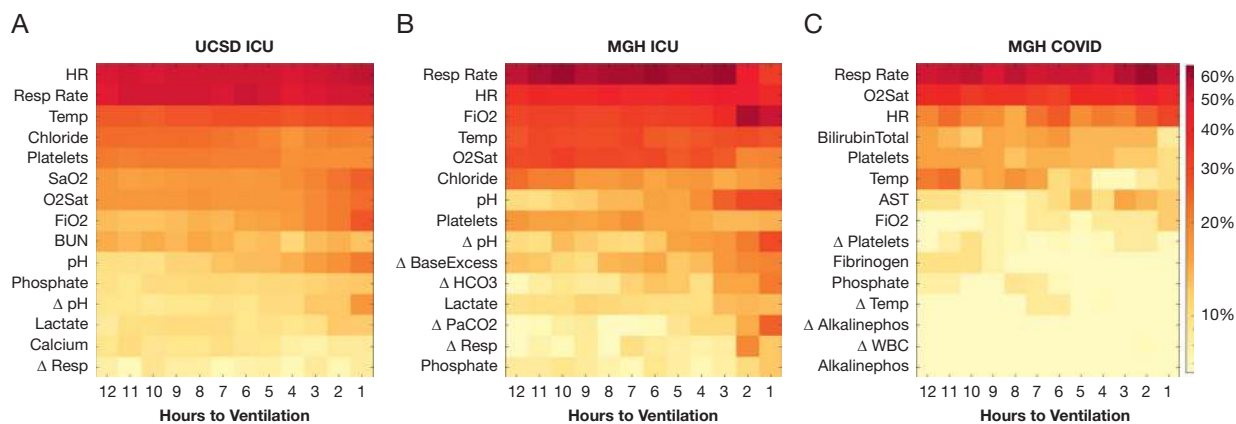 A
UCSD ICU
HR
Resp Rate
Temp
Chloride
Platelets
SaO2
O2Sat
FiO2
BUN
pH
Phosphate
Δ pH
Lactate
Calcium
Δ Resp
12 11 10 9 8 7 6 5 4 3 2 1
Hours to Ventilation
B
MGH ICU
Resp Rate
HR
FiO2
Temp
O2Sat
Chloride
pH
Platelets
Δ pH
Δ BaseExcess
Δ HCO3
Lactate
Δ PaCO2
Δ Resp
Phosphate
12 11 10 9 8 7 6 5 4 3 2 1
Hours to Ventilation
C
MGH COVID
Resp Rate
O2Sat
HR
BilirubinTotal
Platelets
Temp
AST
FiO2
Δ Platelets
Fibrinogen
Phosphate
Δ Temp
Δ Alkalinephos
Δ WBC
Alkalinephos
12 11 10 9 8 7 6 5 4 3 2 1
Hours to Ventilation
60%
50%
40%
30%
20%
10%